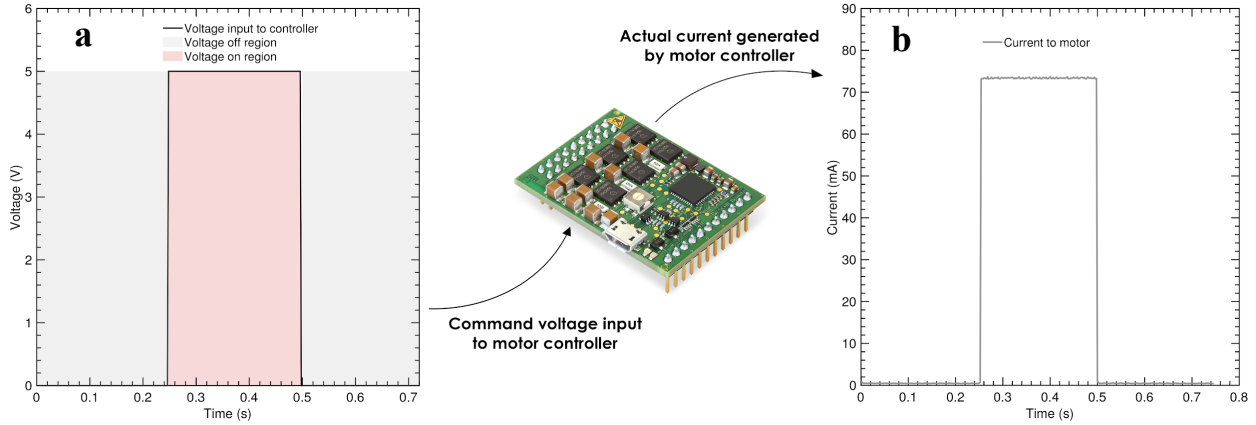 a
Voltage input to controller
Voltage off region
Voltage on region
6
5
4
3
2
1
0
Voltage (V)
0 0.1 0.2 0.3 0.4 0.5 0.6 0.7
Time (s)
Actual current generated
by motor controller
Command voltage input
to motor controller
b
Current to motor
90
80
70
60
50
40
30
20
10
0
Current (mA)
0 0.1 0.2 0.3 0.4 0.5 0.6 0.7 0.8
Time (s)